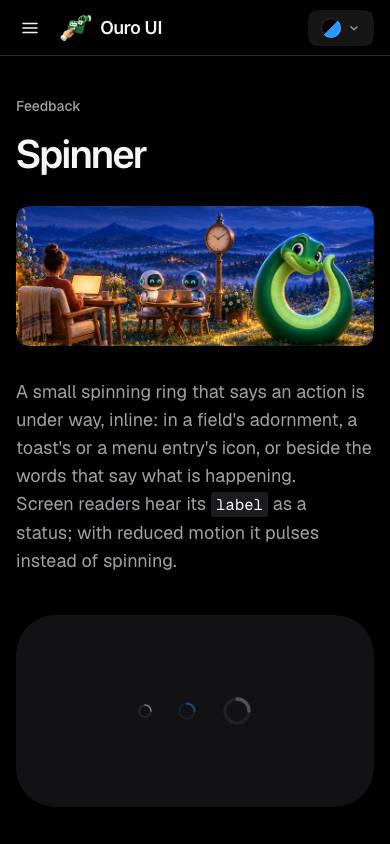 Ouro UI
Feedback
Spinner
A small spinning ring that says an action is
under way, inline: in a field's adornment, a
toast's or a menu entry's icon, or beside the
words that say what is happening.
Screen readers hear its label as a
status; with reduced motion it pulses
instead of spinning.